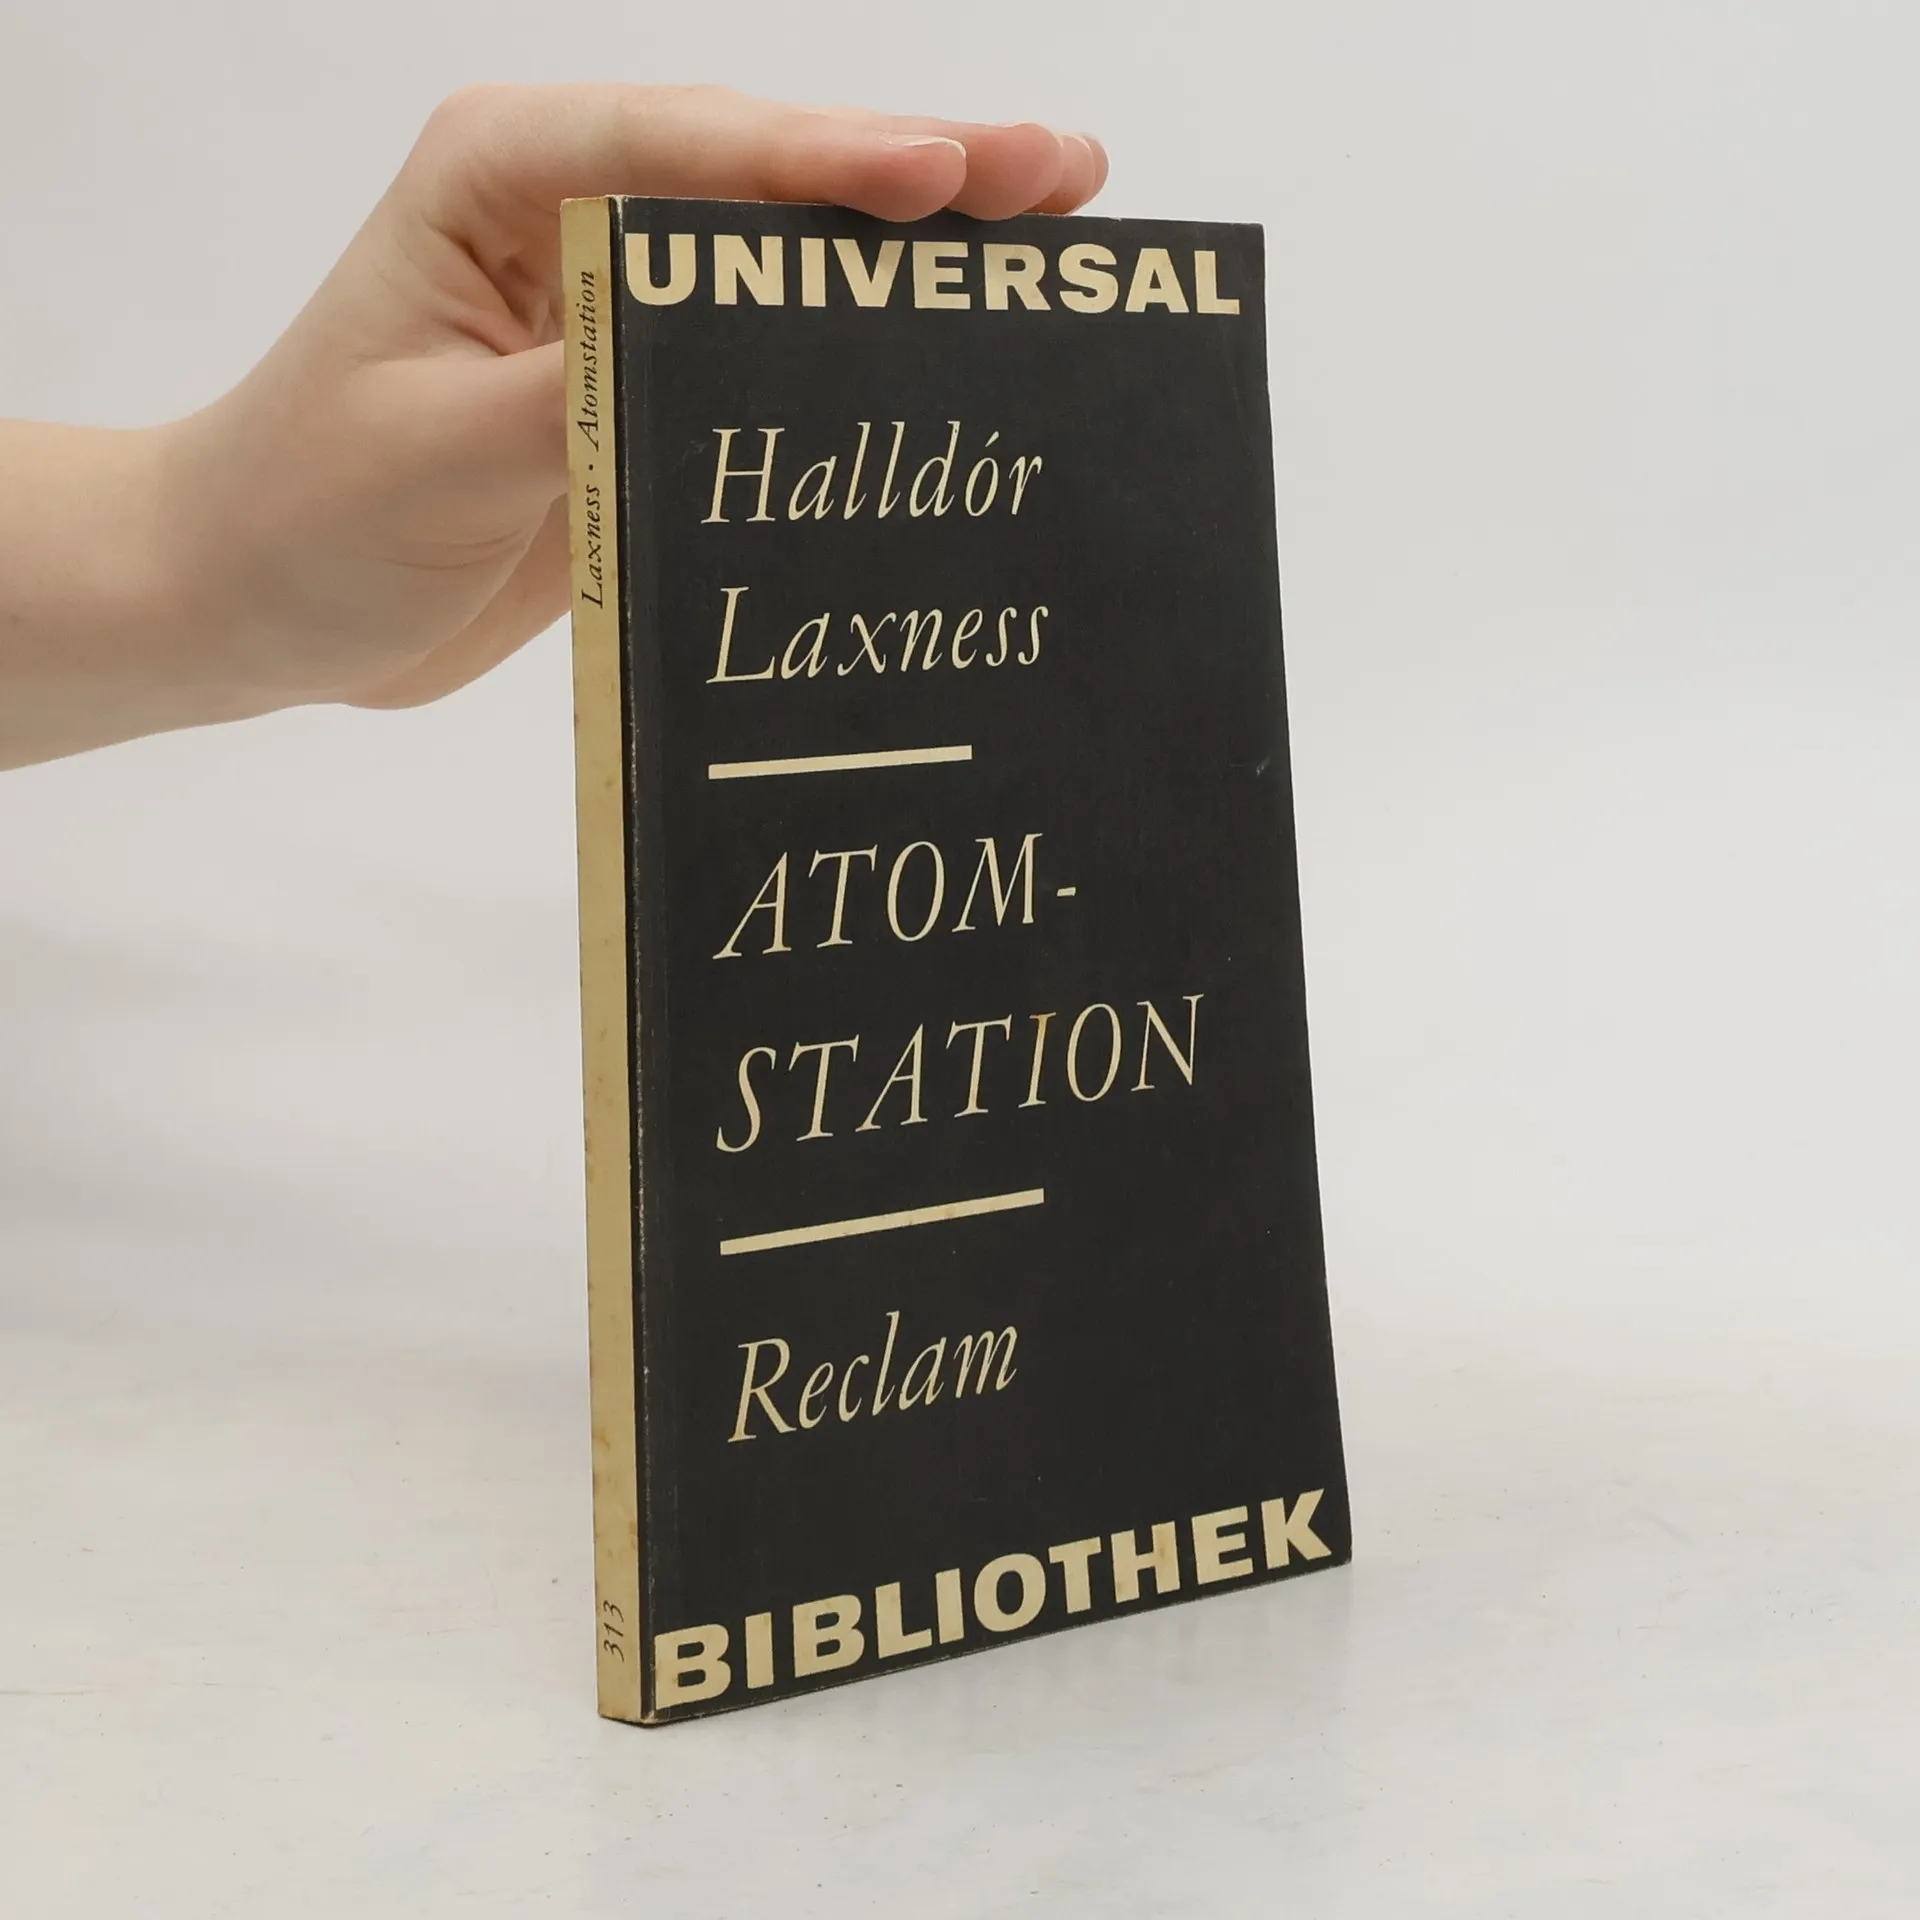 UNIVERSAL
Halldór
Laxness
ATOM-
STATION
Reclam
BIBLIOTHEK
Laxness · Atomstation
313